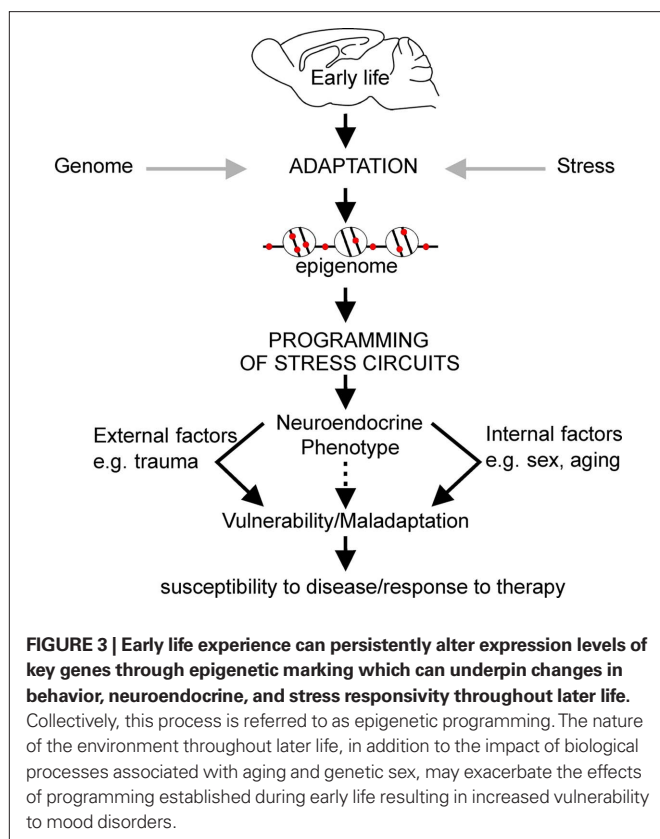 Early life
Genome
ADAPTATION
Stress
epigenome
PROGRAMMING
OF STRESS CIRCUITS
External factors
e.g. trauma
Neuroendocrine
Phenotype
Internal factors
e.g. sex, aging
Vulnerability/Maladaptation
susceptibility to disease/response to therapy
FIGURE 3 | Early life experience can persistently alter expression levels of
key genes through epigenetic marking which can underpin changes in
behavior, neuroendocrine, and stress responsivity throughout later life.
Collectively, this process is referred to as epigenetic programming. The nature
of the environment throughout later life, in addition to the impact of biological
processes associated with aging and genetic sex, may exacerbate the effects
of programming established during early life resulting in increased vulnerability
to mood disorders.